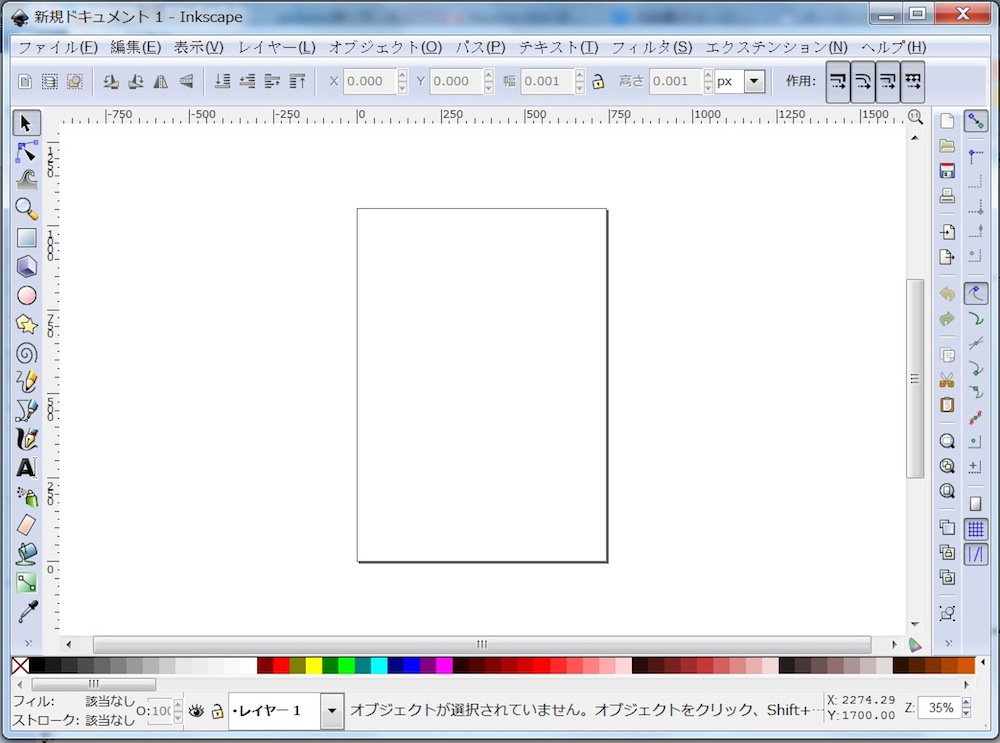 新規ドキュメント 1 - Inkscape
ファイル(F) 編集(E) 表示(V) レイヤー(L) オブジェクト(O) パス(P) テキスト(T) フィルタ(S) エクステンション(N) ヘルプ(H)
X 0.000 Y 0.000 幅 0.001 高さ 0.001 px 作用:
-750 -500 -250 0 250 500 750 1000 1250 1500
1250
1000
750
500
250
0
A
フィル: 該当なし
ストローク: 該当なし
O: 100
・レイヤー 1
オブジェクトが選択されていません。オブジェクトをクリック、Shift+…
X: 2274.29
Y: 1700.00
Z: 35%